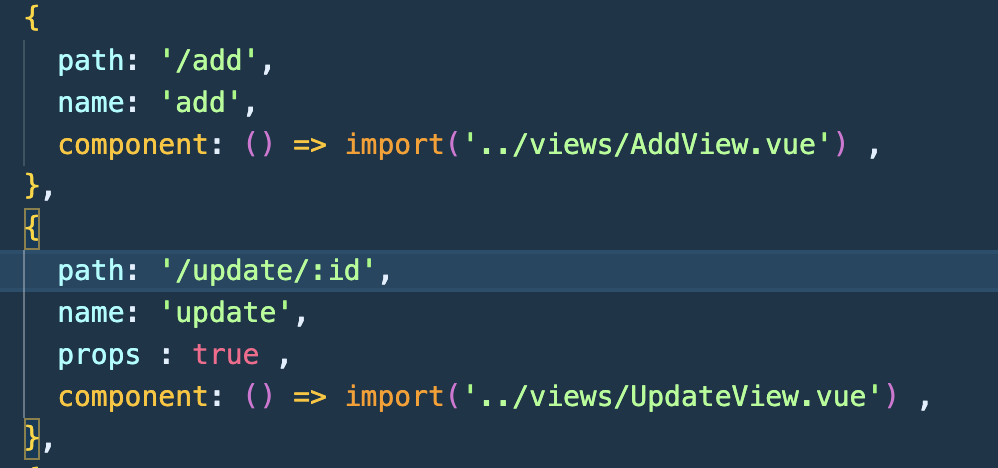 {
path: '/add',
name: 'add',
component: () => import('../views/AddView.vue') ,
},
{
path: '/update/:id',
name: 'update',
props : true ,
component: () => import('../views/UpdateView.vue') ,
},